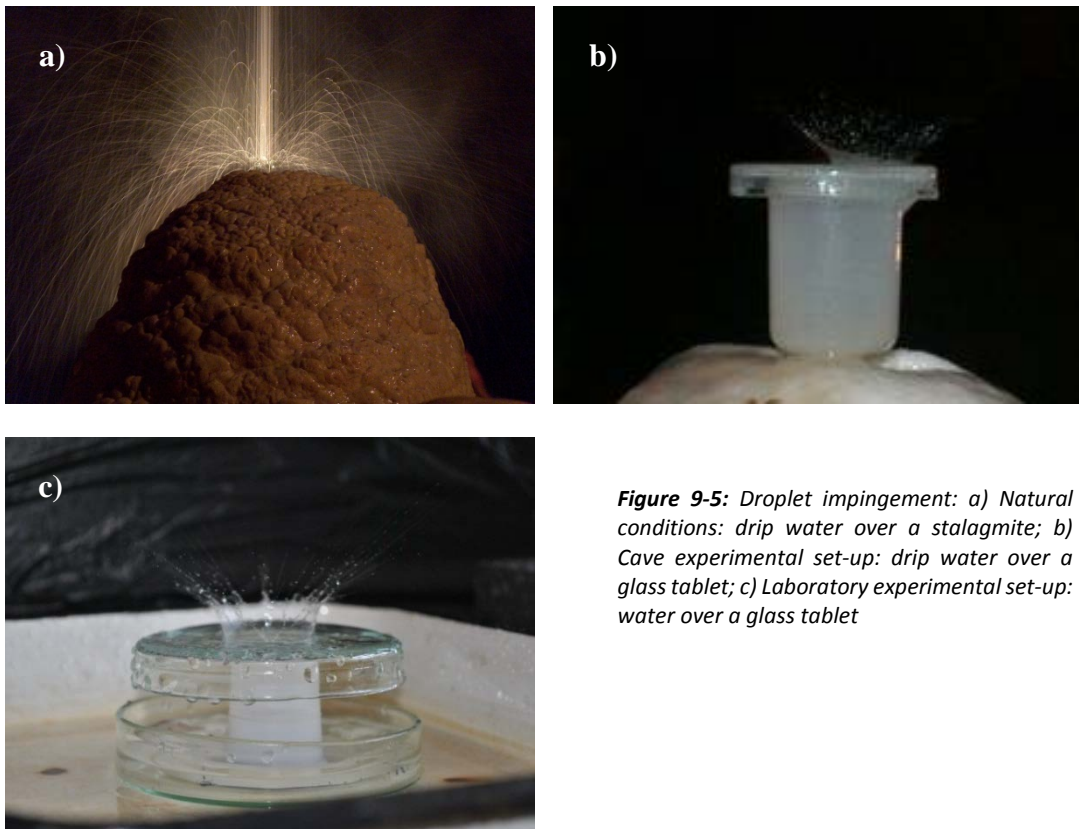 a)
b)
c)
Figure 9-5: Droplet impingement: a) Natural
conditions: drip water over a stalagmite; b)
Cave experimental set-up: drip water over a
glass tablet; c) Laboratory experimental set-up:
water over a glass tablet